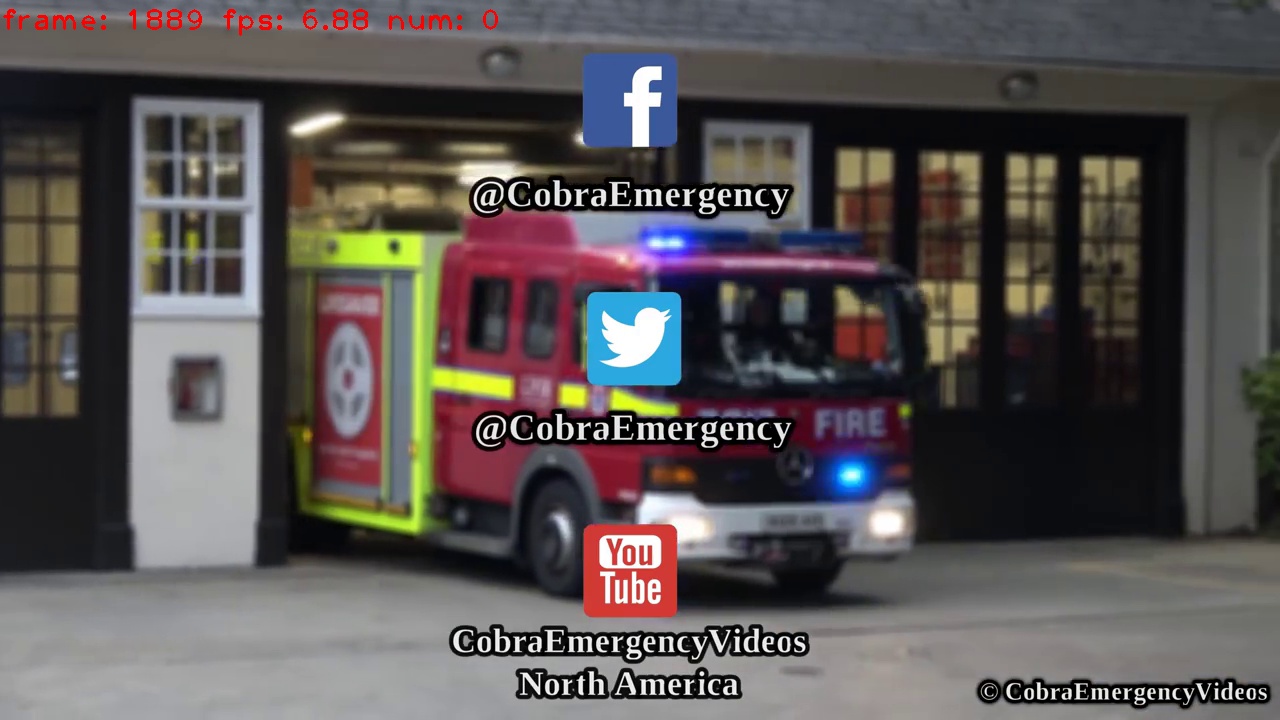 frame: 1889 fps: 6.88 num: 0
f
@CobraEmergency
@CobraEmergency
FIRE
You
Tube
CobraEmergencyVideos
North America
© CobraEmergencyVideos